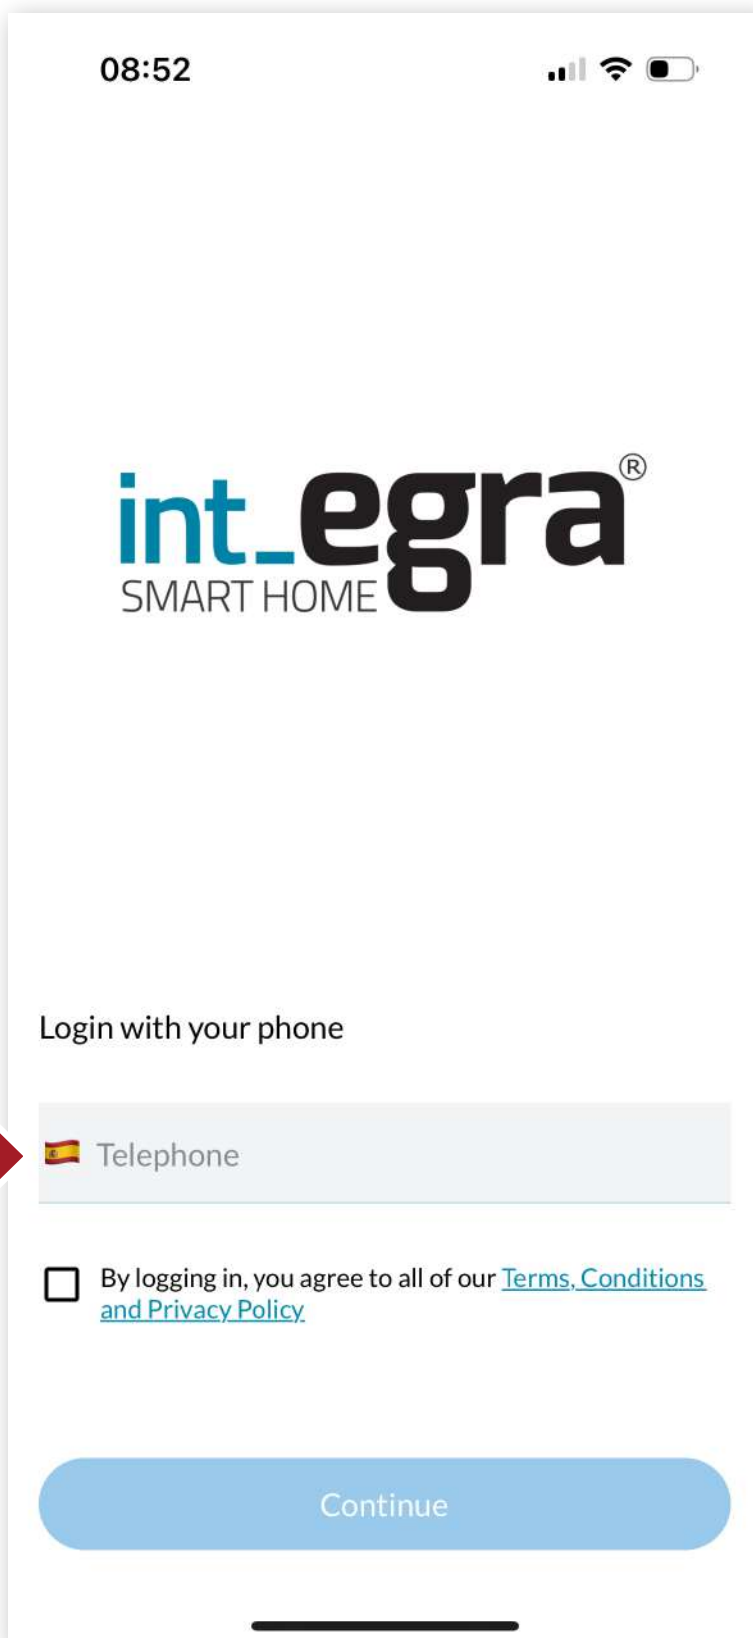 08:52
int_egra®
SMART HOME
Login with your phone
Telephone
By logging in, you agree to all of our Terms, Conditions
and Privacy Policy
Continue